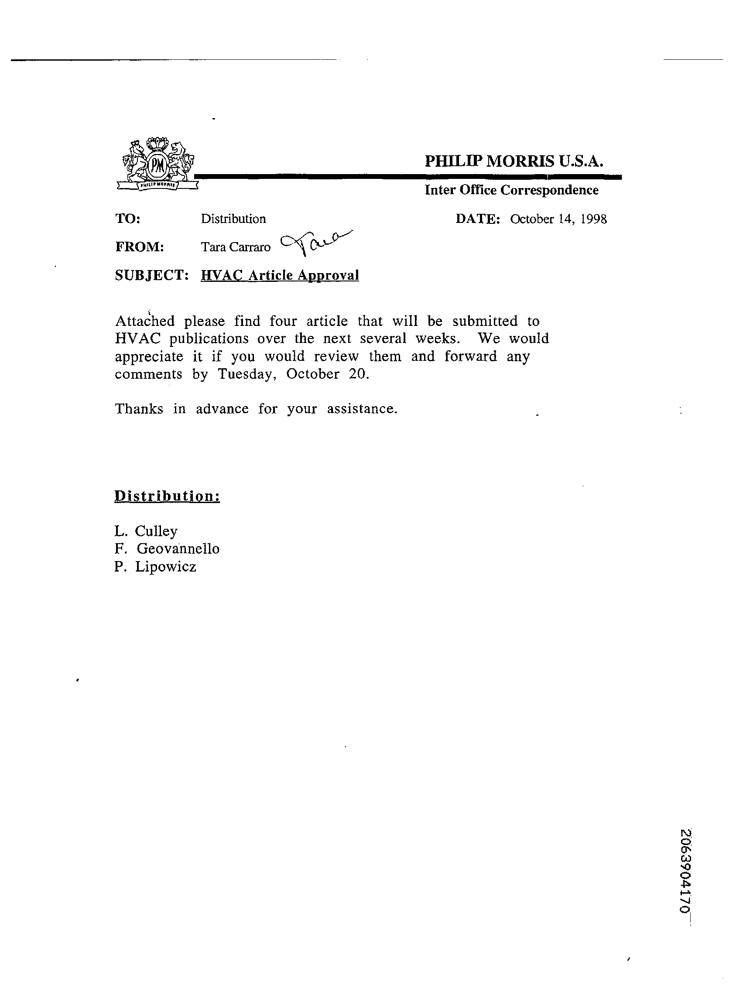 PM
PHILIP MORRIS
PHILIP MORRIS U.S.A.
Inter Office Correspondence
TO: Distribution DATE: October 14, 1998
FROM: Tara Carraro Tara
SUBJECT: HVAC Article Approval
Attached please find four article that will be submitted to
HVAC publications over the next several weeks. We would
appreciate it if you would review them and forward any
comments by Tuesday, October 20.
Thanks in advance for your assistance.
Distribution:
L. Culley
F. Geovannello
P. Lipowicz
2063904170